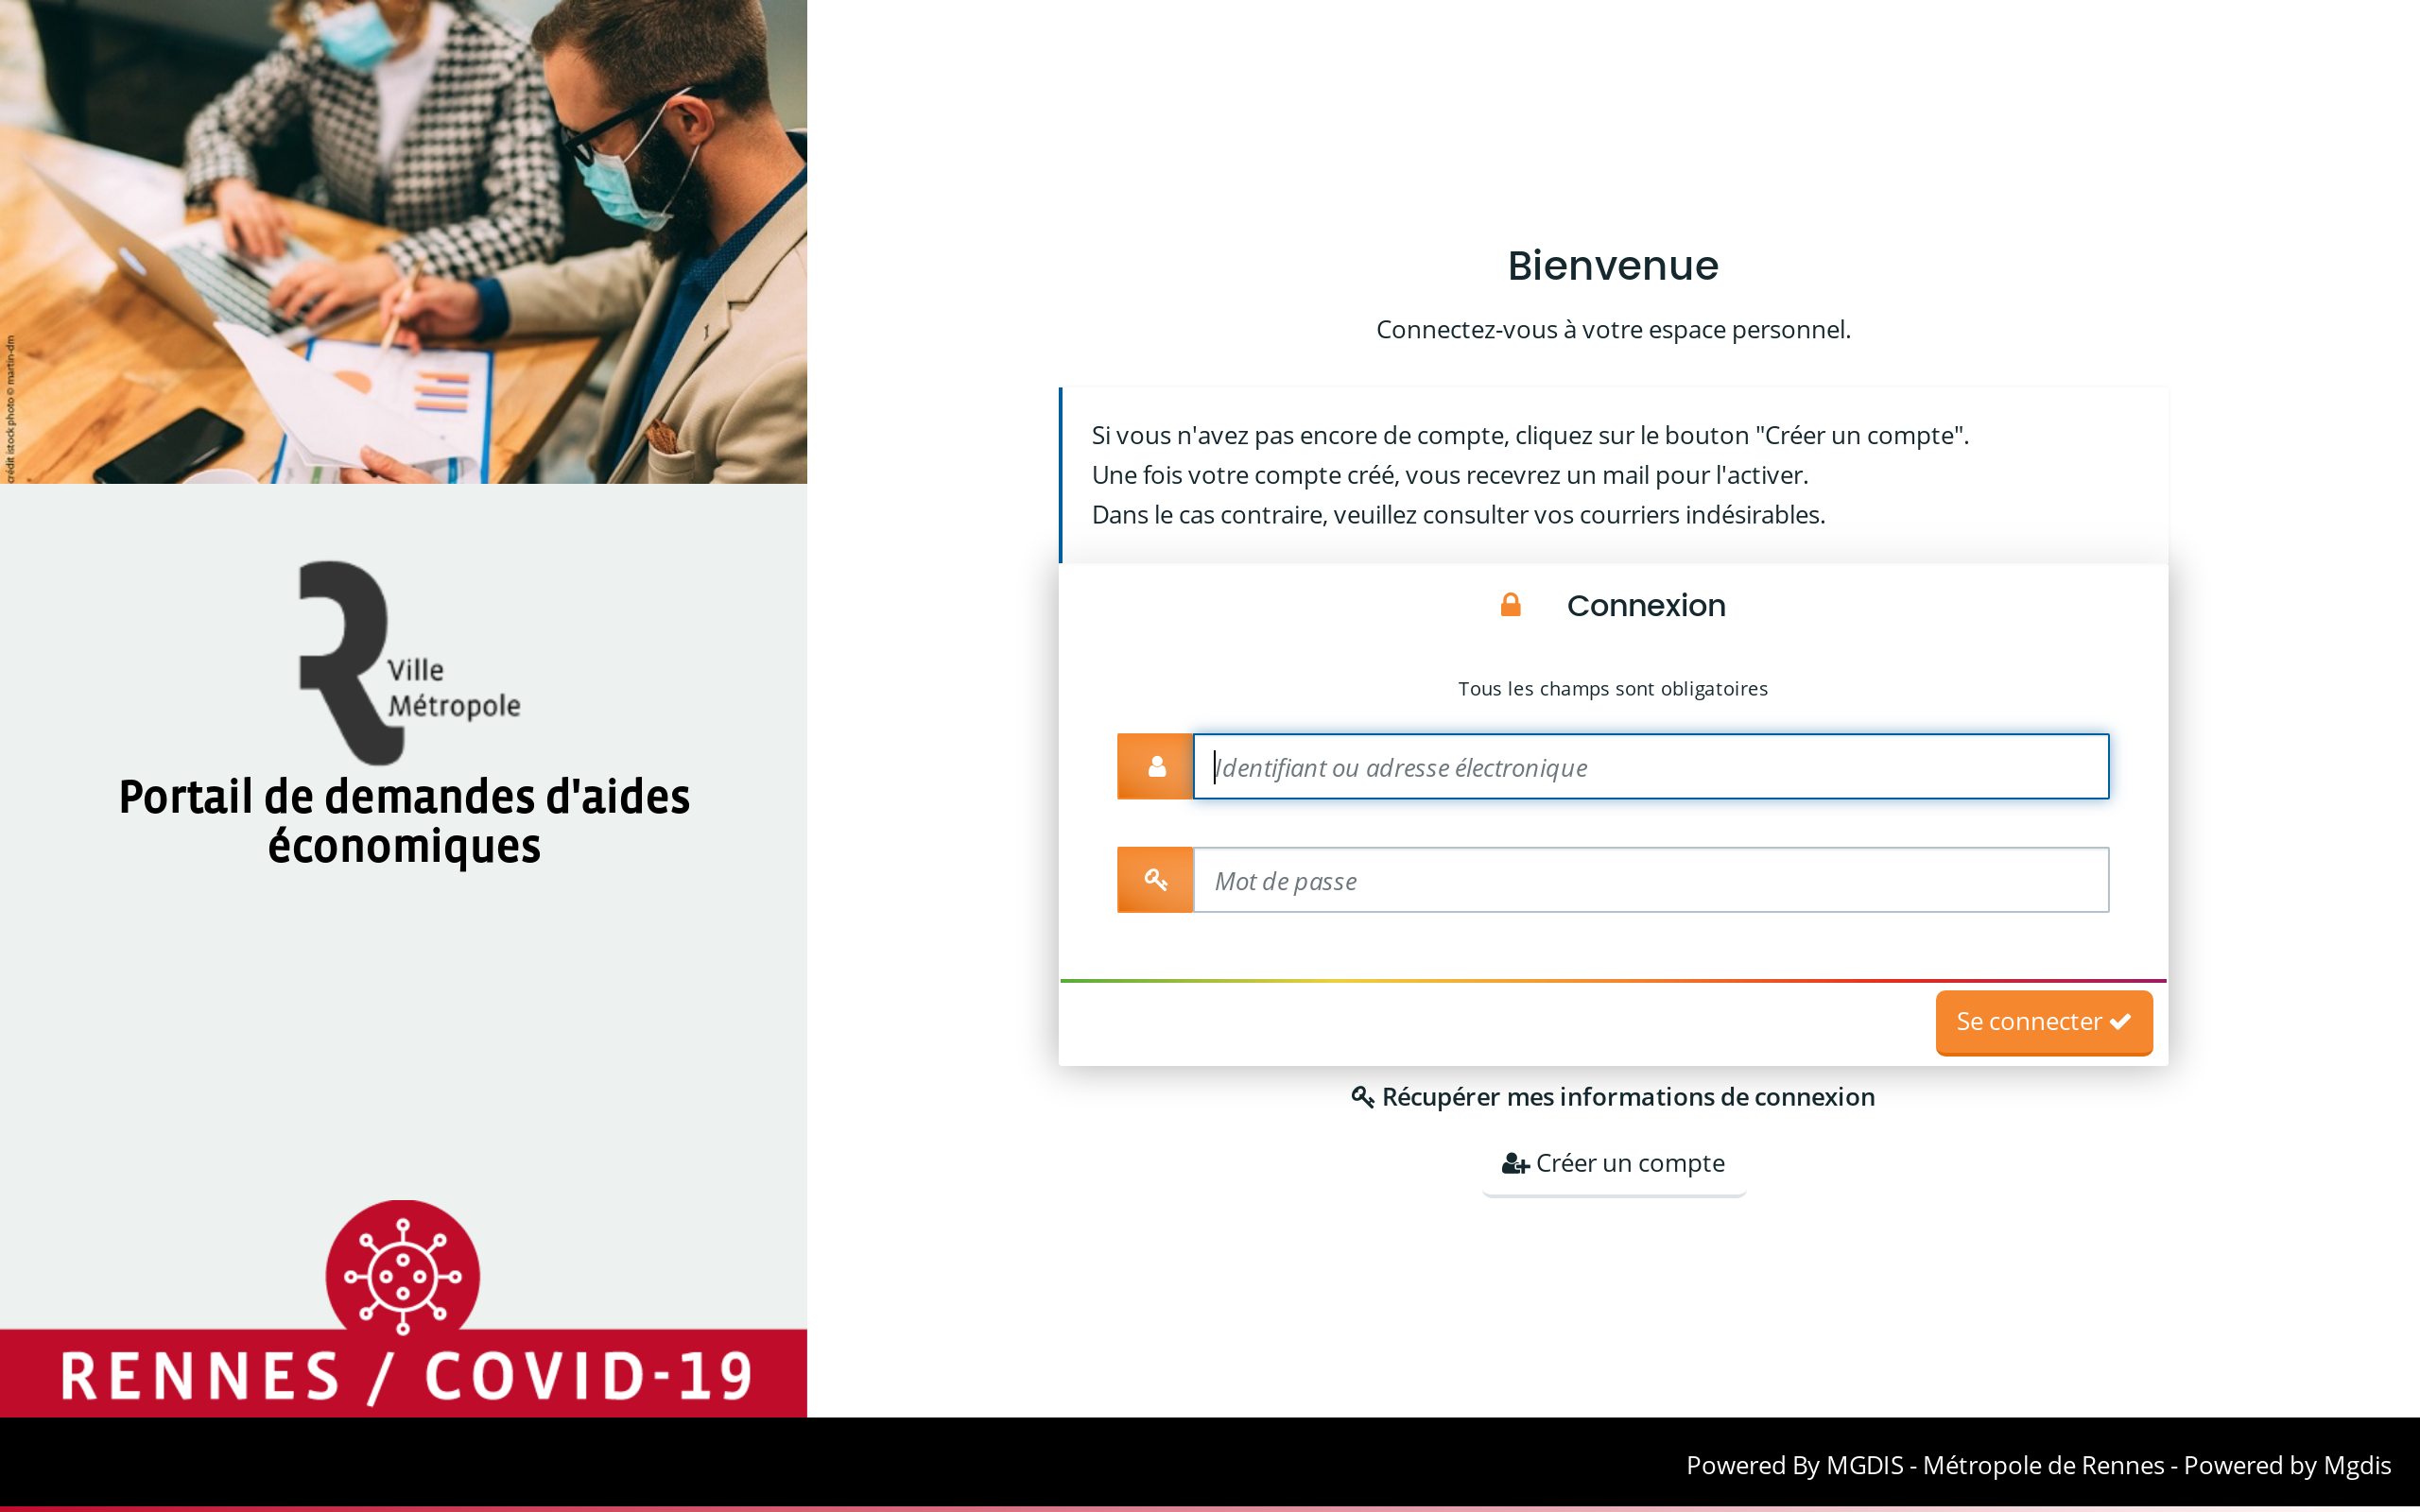 crédit istock photo © martin-dm
Ville
Métropole
Portail de demandes d'aides
économiques
RENNES / COVID-19
Bienvenue
Connectez-vous à votre espace personnel.
Si vous n'avez pas encore de compte, cliquez sur le bouton "Créer un compte".
Une fois votre compte créé, vous recevrez un mail pour l'activer.
Dans le cas contraire, veuillez consulter vos courriers indésirables.
Connexion
Tous les champs sont obligatoires
Identifiant ou adresse électronique
Mot de passe
Se connecter
Récupérer mes informations de connexion
Créer un compte
Powered By MGDIS - Métropole de Rennes - Powered by Mgdis